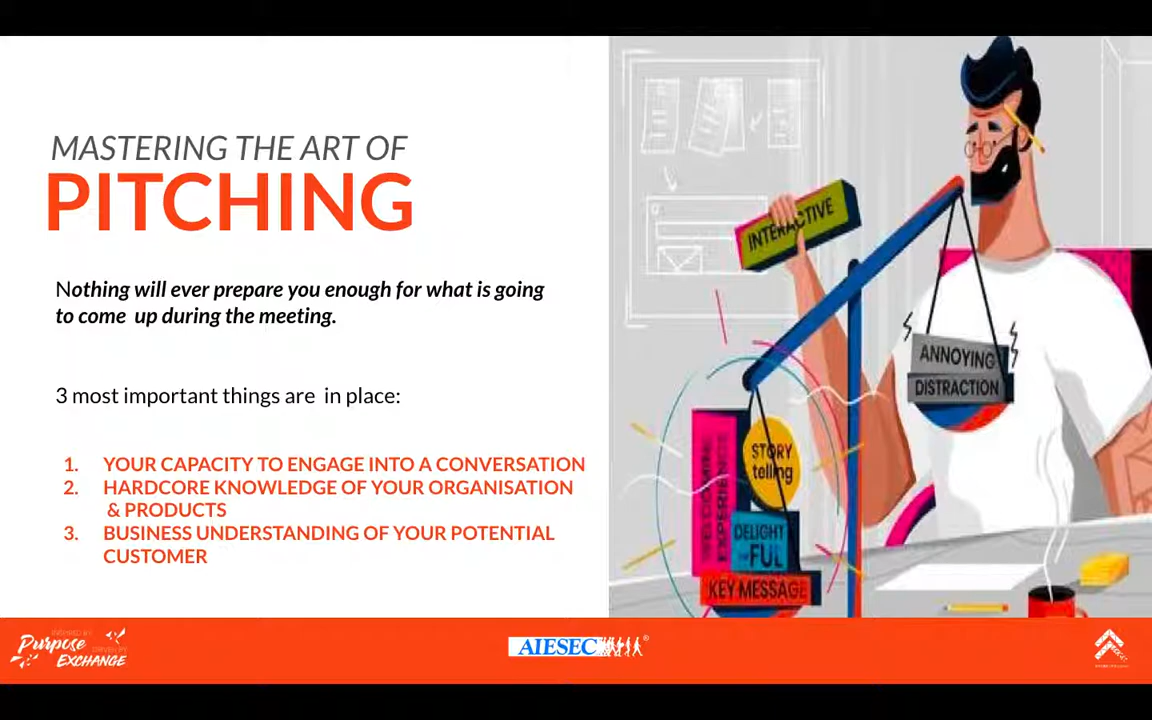 MASTERING THE ART OF
PITCHING
Nothing will ever prepare you enough for what is going
to come up during the meeting.
3 most important things are in place:
1. YOUR CAPACITY TO ENGAGE INTO A CONVERSATION
2. HARDCORE KNOWLEDGE OF YOUR ORGANISATION
& PRODUCTS
3. BUSINESS UNDERSTANDING OF YOUR POTENTIAL
CUSTOMER
INTERACTIVE
ANNOYING
DISTRACTION
WELCOMING
EXPERIENCE
STORY
telling
DELIGHT
FUL
KEY MESSAGE
Purpose
EXCHANGE
AIESEC